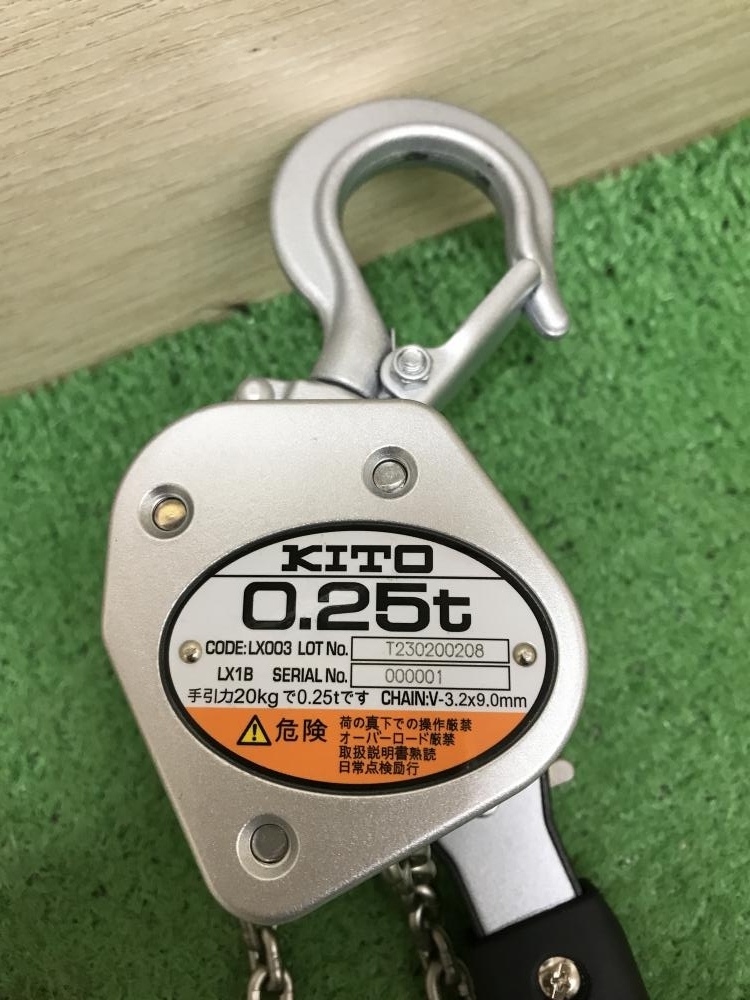 KITO
0.25t
CODE:LX003 LOT No. T230200208
LX1B SERIAL No. 000001
手引力20kgで0.25tです CHAIN:V-3.2x9.0mm
危険
荷の真下での操作厳禁
オーバーロード厳禁
取扱説明書熟読
日常点検励行